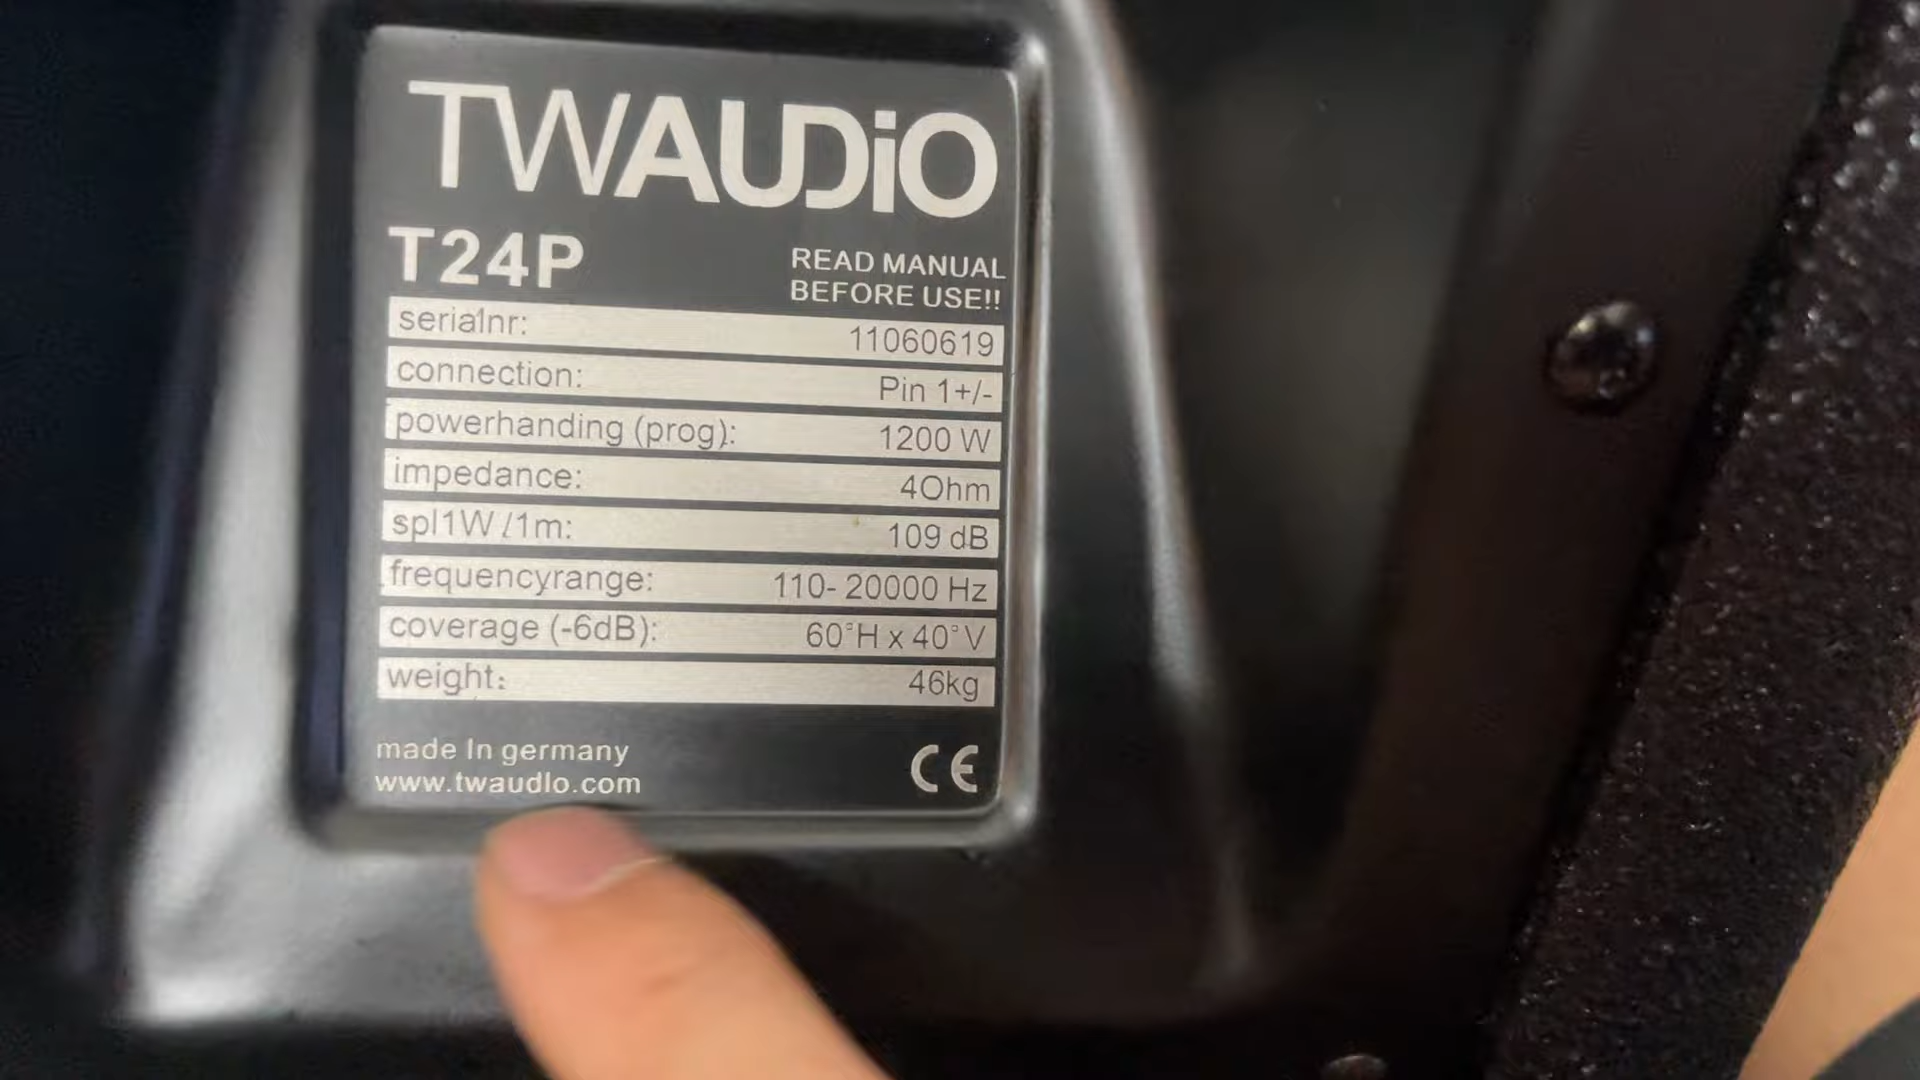 TWAUDiO
T24P
READ MANUAL
BEFORE USE!!
serialnr: 11060619
connection: Pin 1+/-
powerhanding (prog): 1200 W
impedance: 4Ohm
spl1W/1m: 109 dB
frequencyrange: 110- 20000 Hz
coverage (-6dB): 60°H x 40°V
weight: 46kg
made In germany
www.twaudIo.com
CE